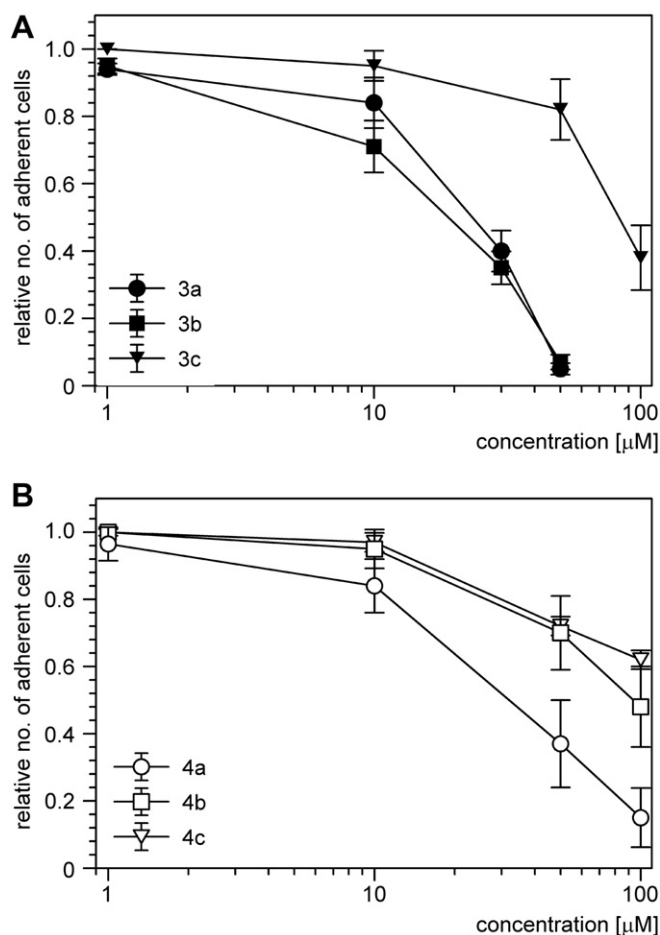 A
relative no. of adherent cells
1.0
0.8
0.6
0.4
0.2
0
3a
3b
3c
1
10
100
concentration [µM]
B
relative no. of adherent cells
1.0
0.8
0.6
0.4
0.2
0
4a
4b
4c
1
10
100
concentration [µM]